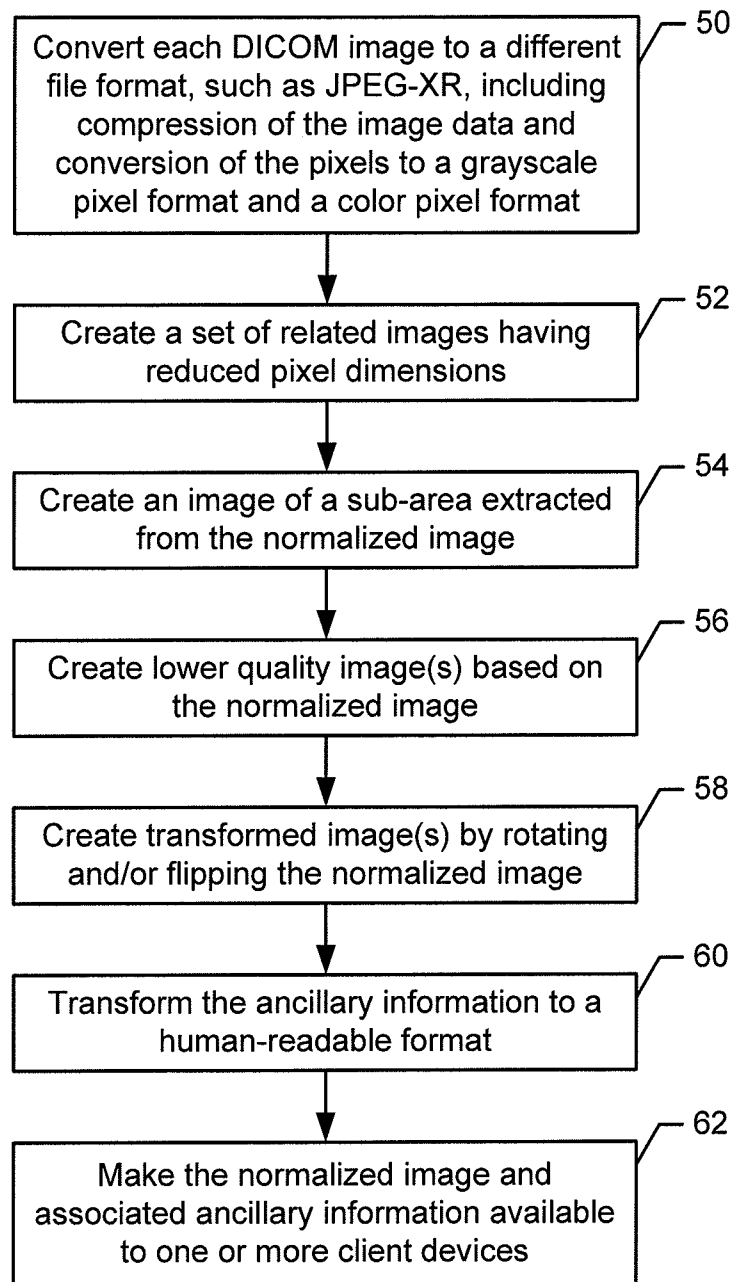 50
Convert each DICOM image to a different
file format, such as JPEG-XR, including
compression of the image data and
conversion of the pixels to a grayscale
pixel format and a color pixel format
52
Create a set of related images having
reduced pixel dimensions
54
Create an image of a sub-area extracted
from the normalized image
56
Create lower quality image(s) based on
the normalized image
58
Create transformed image(s) by rotating
and/or flipping the normalized image
60
Transform the ancillary information to a
human-readable format
62
Make the normalized image and
associated ancillary information available
to one or more client devices